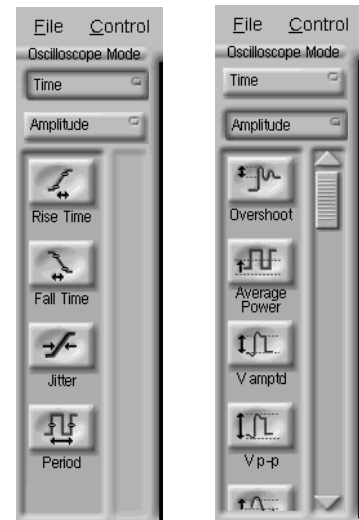 File Control
Oscilloscope Mode
Time
Amplitude
Rise Time
Fall Time
Jitter
Period
File Control
Oscilloscope Mode
Time
Amplitude
Overshoot
Average
Power
V amptd
V p-p